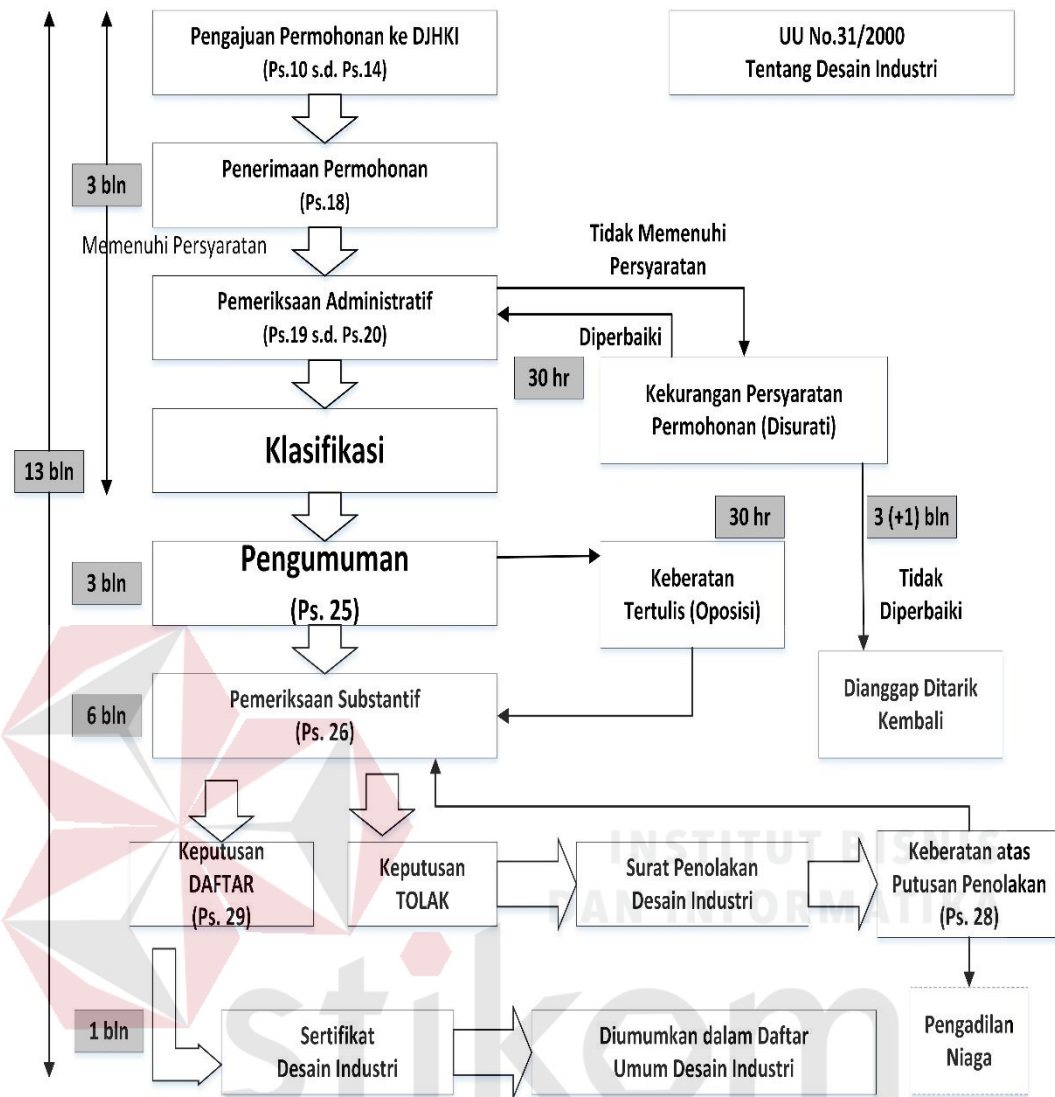 Pengajuan Permohonan ke DJHKI
(Ps.10 s.d. Ps.14)
UU No.31/2000
Tentang Desain Industri
Penerimaan Permohonan
(Ps.18)
3 bln
Memenuhi Persyaratan
Tidak Memenuhi
Persyaratan
Pemeriksaan Administratif
(Ps.19 s.d. Ps.20)
Diperbaiki
30 hr
Kekurangan Persyaratan
Permohonan (Disurati)
Klasifikasi
13 bln
30 hr
3 (+1) bln
Pengumuman
(Ps. 25)
3 bln
Keberatan
Tertulis (Oposisi)
Tidak
Diperbaiki
Pemeriksaan Substantif
(Ps. 26)
6 bln
Dianggap Ditarik
Kembali
INSTITUT BISNIS
DAN INFORMATIKA
Keputusan
DAFTAR
(Ps. 29)
Keputusan
TOLAK
Surat Penolakan
Desain Industri
Keberatan atas
Putusan Penolakan
(Ps. 28)
stikom
1 bln
Sertifikat
Desain Industri
Diumumkan dalam Daftar
Umum Desain Industri
Pengadilan
Niaga